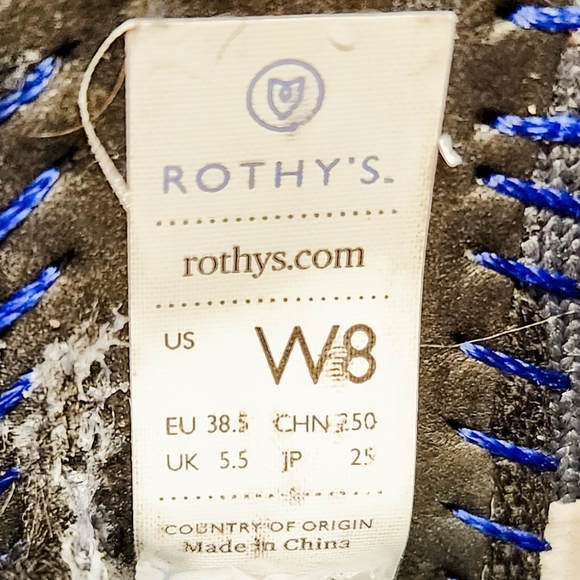 ROTHY'S
rothys.com
US W8
EU 38.5 CHN 250
UK 5.5 JP 25
COUNTRY OF ORIGIN
Made in China